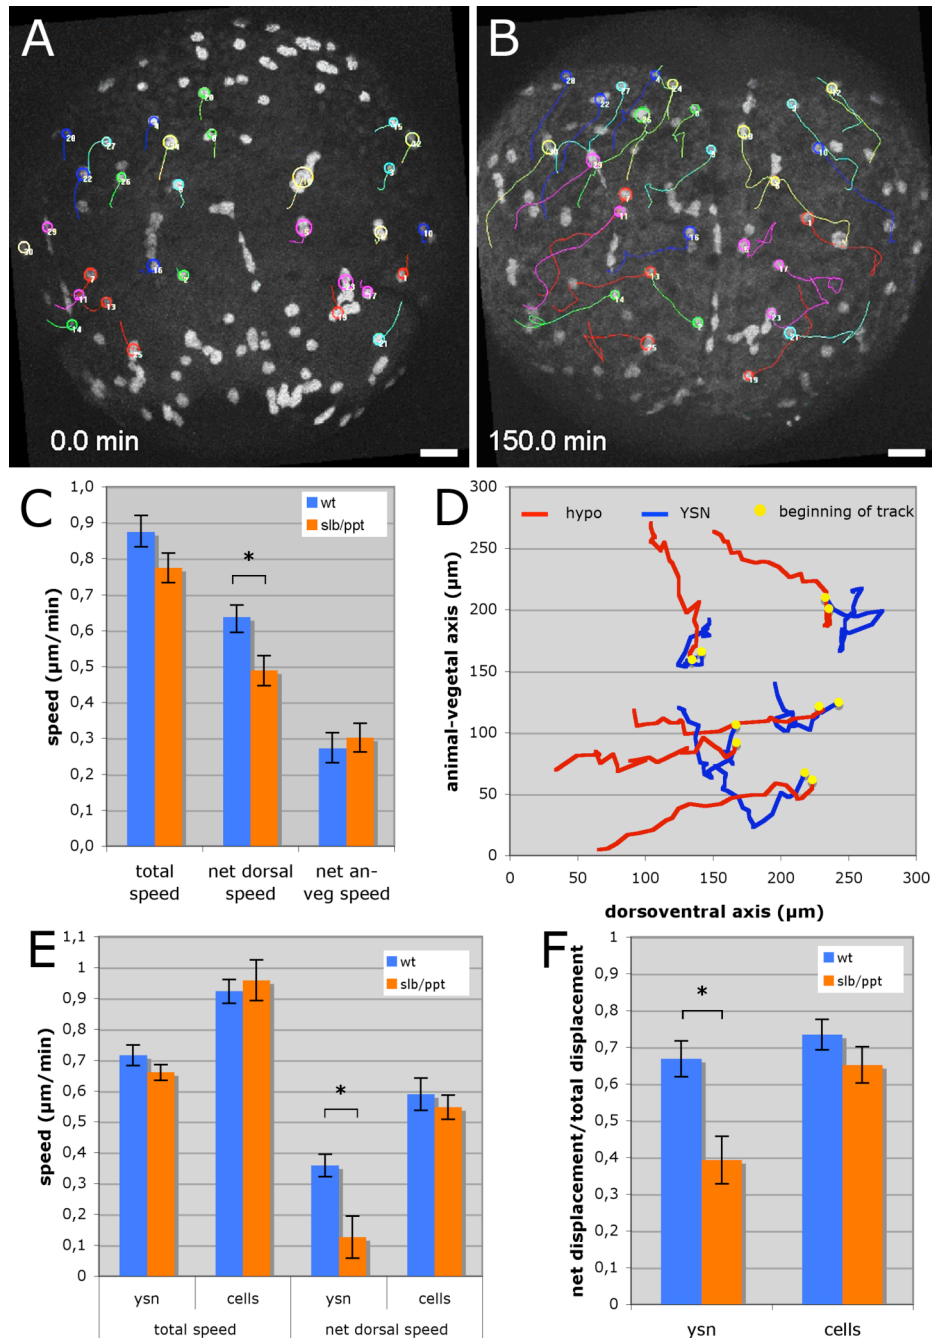 A
B
0.0 min
150.0 min
C
speed (µm/min)
1,0
0,9
0,8
0,7
0,6
0,5
0,4
0,3
0,2
0,1
0,0
wt
slb/ppt
*
total speed
net dorsal speed
net an-veg speed
D
animal-vegetal axis (µm)
300
250
200
150
100
50
0
hypo
YSN
beginning of track
0 50 100 150 200 250 300
dorsoventral axis (µm)
E
speed (µm/min)
1,1
1
0,9
0,8
0,7
0,6
0,5
0,4
0,3
0,2
0,1
0
wt
slb/ppt
*
ysn cells ysn cells
total speed net dorsal speed
F
net displacement/total displacement
1
0,9
0,8
0,7
0,6
0,5
0,4
0,3
0,2
0,1
0
wt
slb/ppt
*
ysn cells